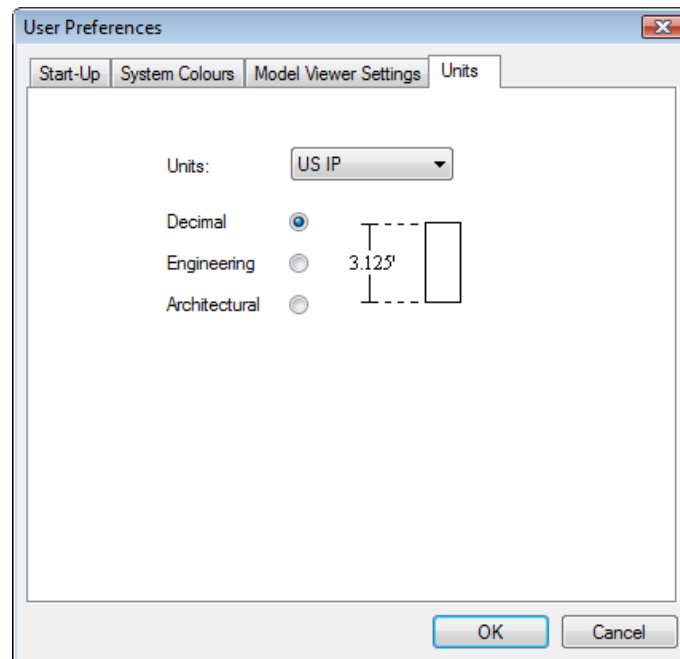 User Preferences
Start-Up System Colours Model Viewer Settings Units
Units: US IP
Decimal
Engineering 3.125'
Architectural
OK Cancel